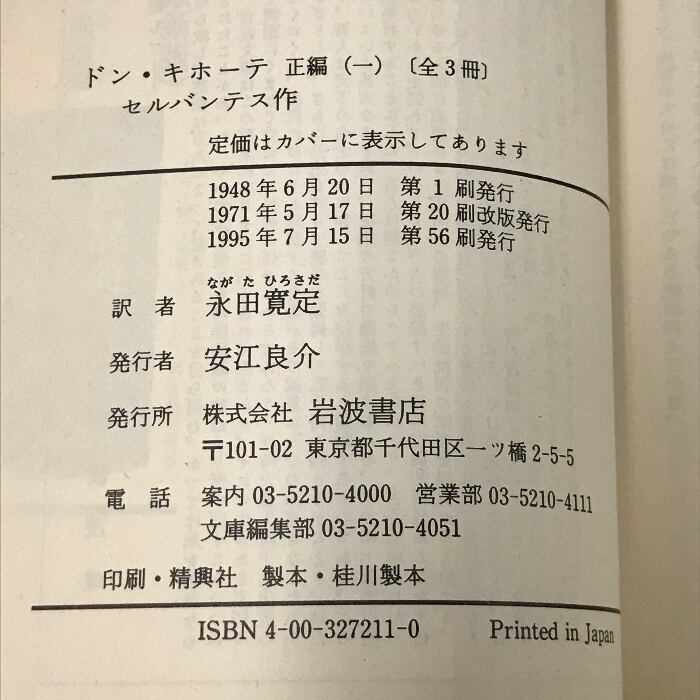 ドン・キホーテ 正編（一）〔全3冊〕
セルバンテス作
定価はカバーに表示してあります
1948年6月20日 第1刷発行
1971年5月17日 第20刷改版発行
1995年7月15日 第56刷発行
ながたひろさだ
訳者 永田寛定
発行者 安江良介
発行所 株式会社 岩波書店
〒101-02 東京都千代田区一ツ橋2-5-5
電話 案内 03-5210-4000 営業部 03-5210-4111
文庫編集部 03-5210-4051
印刷・精興社 製本・桂川製本
ISBN 4-00-327211-0 Printed in Japan